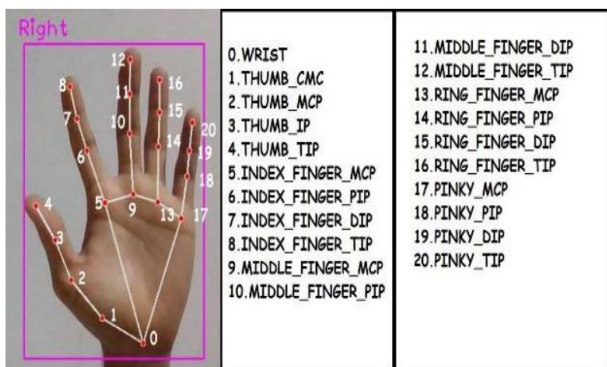 Right
12
16
8
11
15
20
7
10
14
19
6
18
5
9
13
17
4
3
2
1
0
0.WRIST
1.THUMB_CMC
2.THUMB_MCP
3.THUMB_IP
4.THUMB_TIP
5.INDEX_FINGER_MCP
6.INDEX_FINGER_PIP
7.INDEX_FINGER_DIP
8.INDEX_FINGER_TIP
9.MIDDLE_FINGER_MCP
10.MIDDLE_FINGER_PIP
11.MIDDLE_FINGER_DIP
12.MIDDLE_FINGER_TIP
13.RING_FINGER_MCP
14.RING_FINGER_PIP
15.RING_FINGER_DIP
16.RING_FINGER_TIP
17.PINKY_MCP
18.PINKY_PIP
19.PINKY_DIP
20.PINKY_TIP